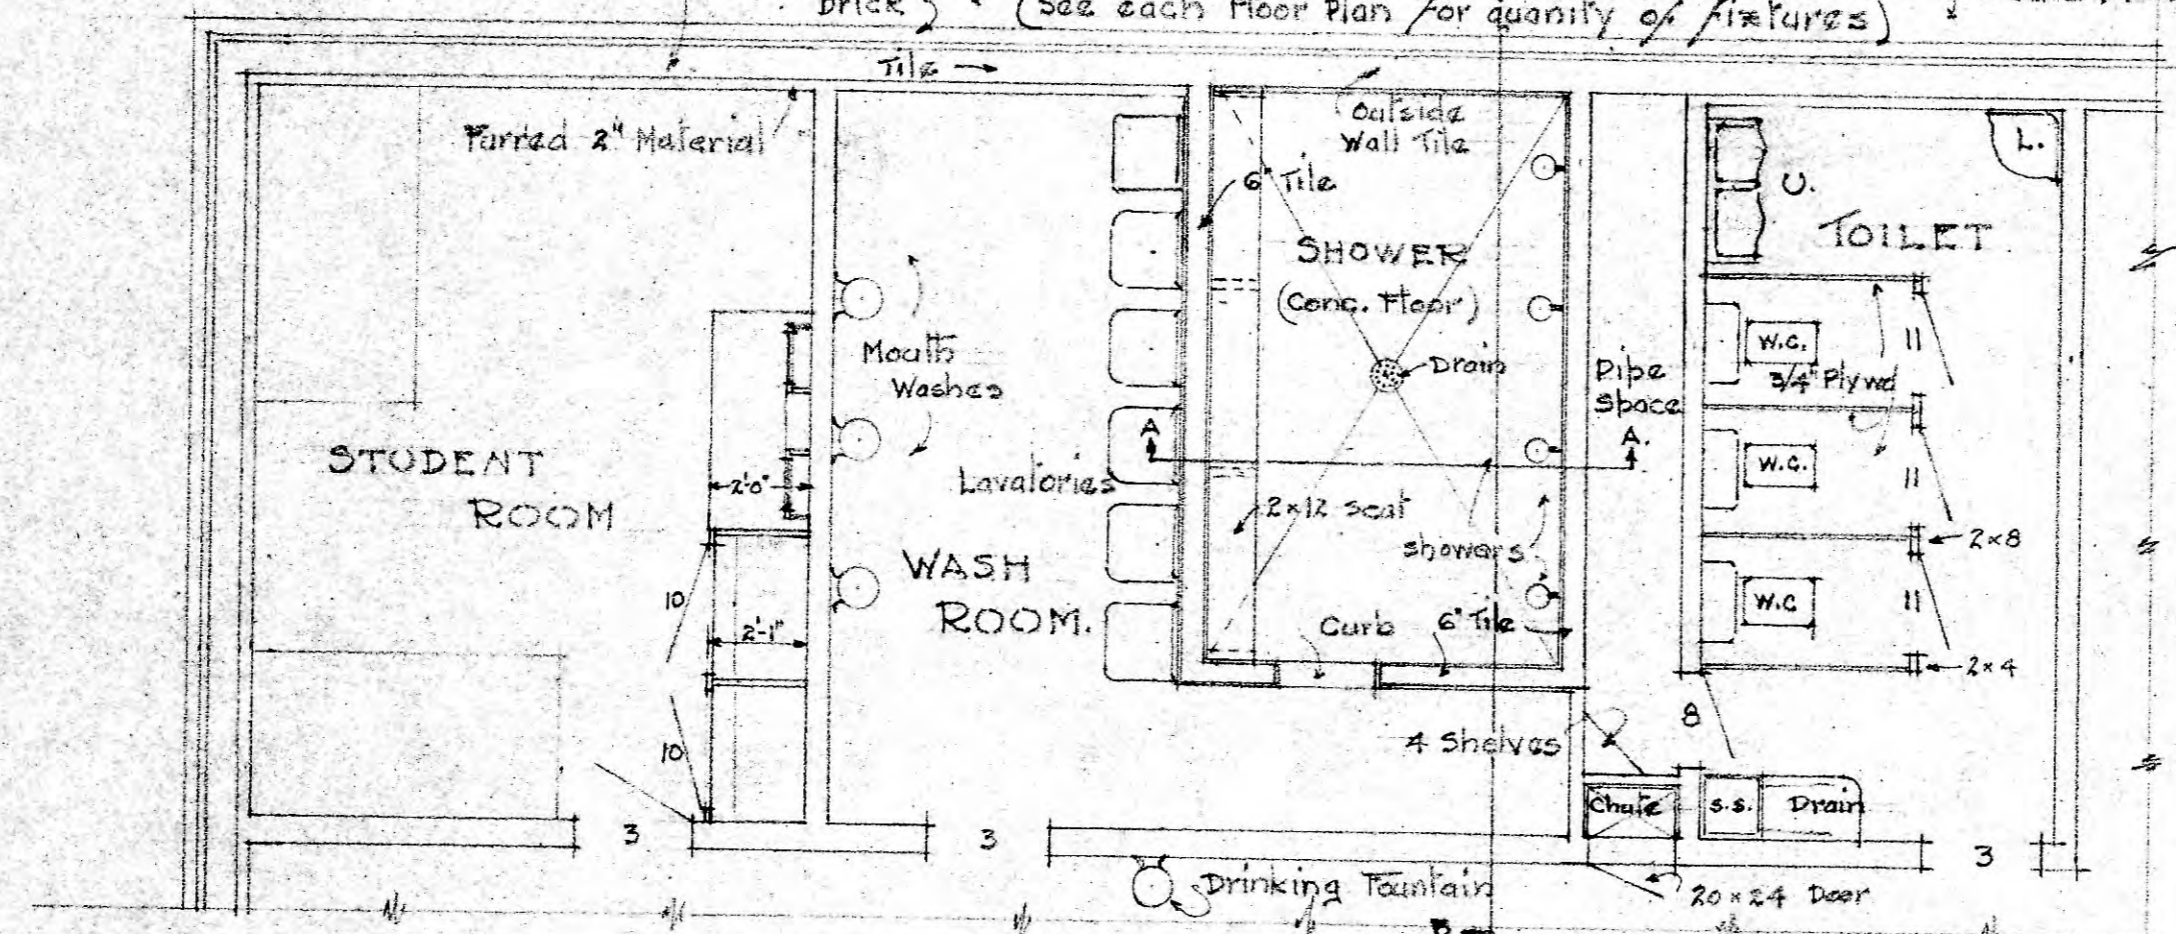 Brick
(See each Floor Plan for quanity of fixtures)
Tile
Furred 2" Material
Outside
Wall Tile
6" Tile
L.
U.
TOILET
SHOWER
(Conc. Floor)
Mouth
Washes
Drain
Pipe
Space
W.C.
11
3/4" Plywd
A
A.
STUDENT
ROOM
2'-0"
Lavatories
W.C.
11
2x12 Seat
showers
2x8
WASH
ROOM.
10
2'-1"
Curb
6" Tile
W.C
11
2x4
10
4 Shelves
8
Chute
S.S.
Drain
3
3
3
Drinking Fountain
20x24 Door
B